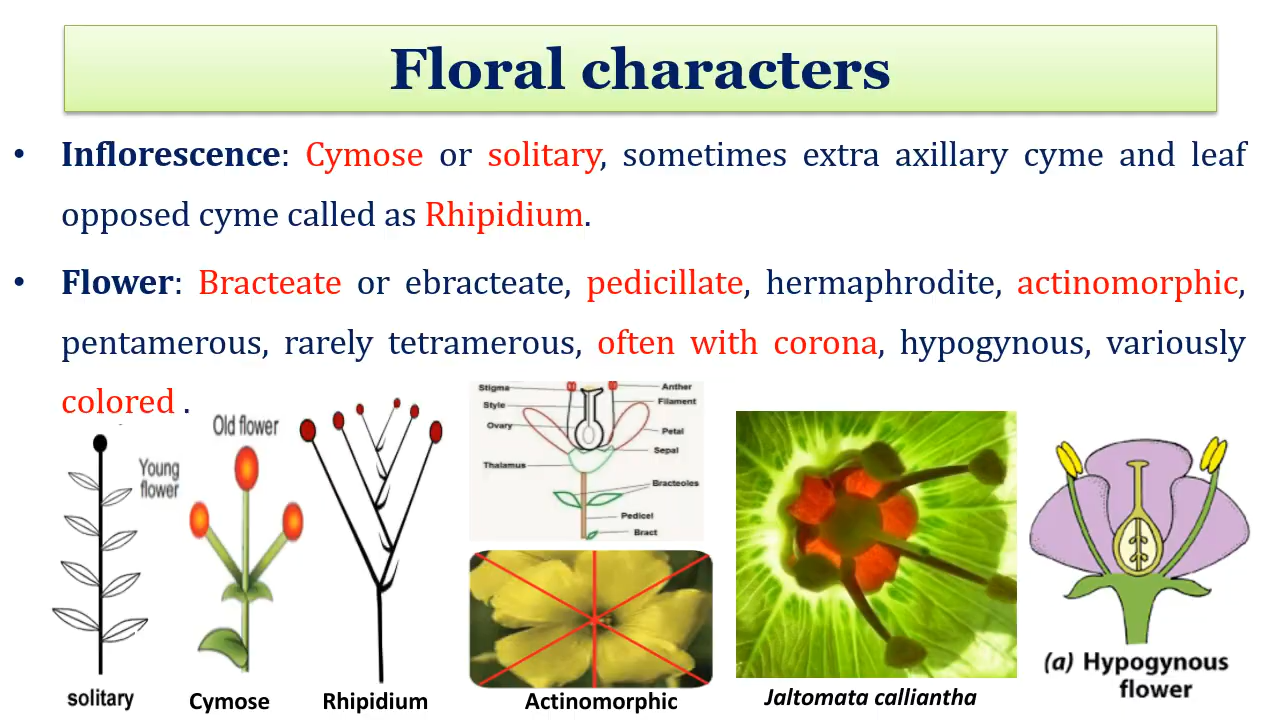 Floral characters
• Inflorescence: Cymose or solitary, sometimes extra axillary cyme and leaf
opposed cyme called as Rhipidium.
• Flower: Bracteate or ebracteate, pedicillate, hermaphrodite, actinomorphic,
pentamerous, rarely tetramerous, often with corona, hypogynous, variously
colored .
Old flower
Young
flower
Stigma
Style
Ovary
Thalamus
Anther
Filament
Petal
Sepal
Bracteoles
Pedicel
Bract
solitary
Cymose
Rhipidium
Actinomorphic
Jaltomata calliantha
(a) Hypogynous
flower